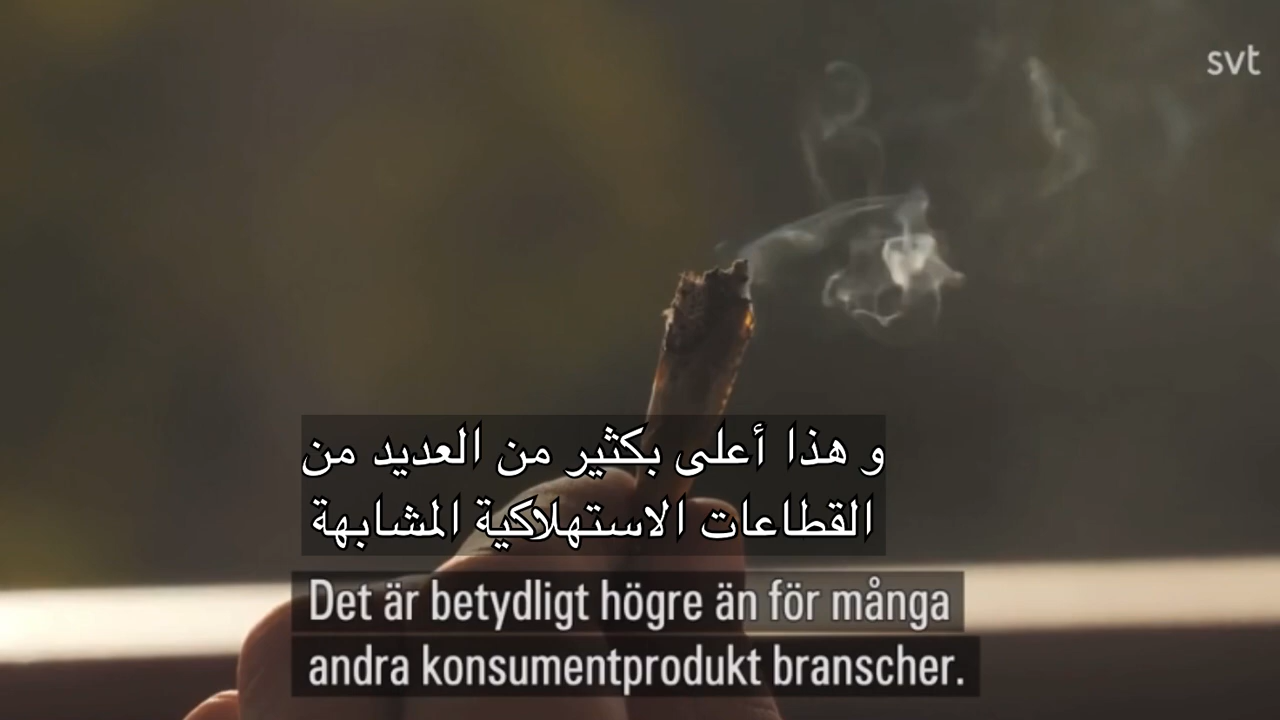 svt
و هذا أعلى بكثير من العديد من
القطاعات الاستهلاكية المشابهة
Det är betydligt högre än för många
andra konsumentprodukt branscher.